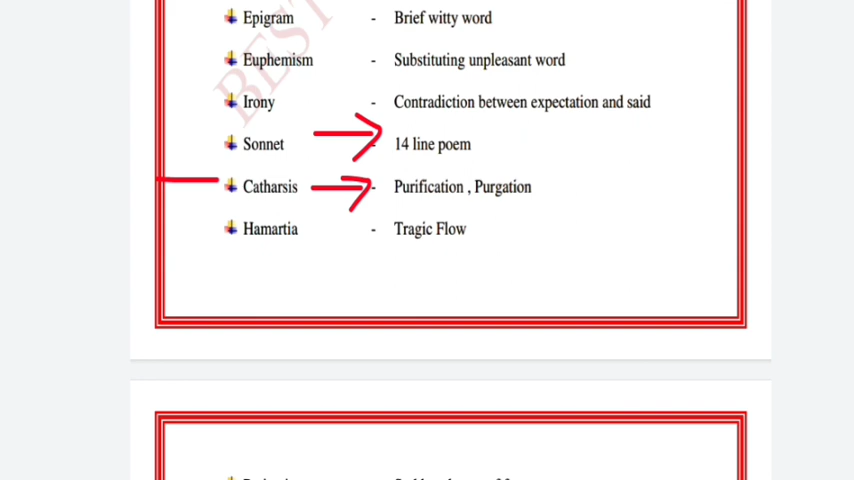 Epigram - Brief witty word
Euphemism - Substituting unpleasant word
Irony - Contradiction between expectation and said
Sonnet - 14 line poem
Catharsis - Purification , Purgation
Hamartia - Tragic Flow
BEST